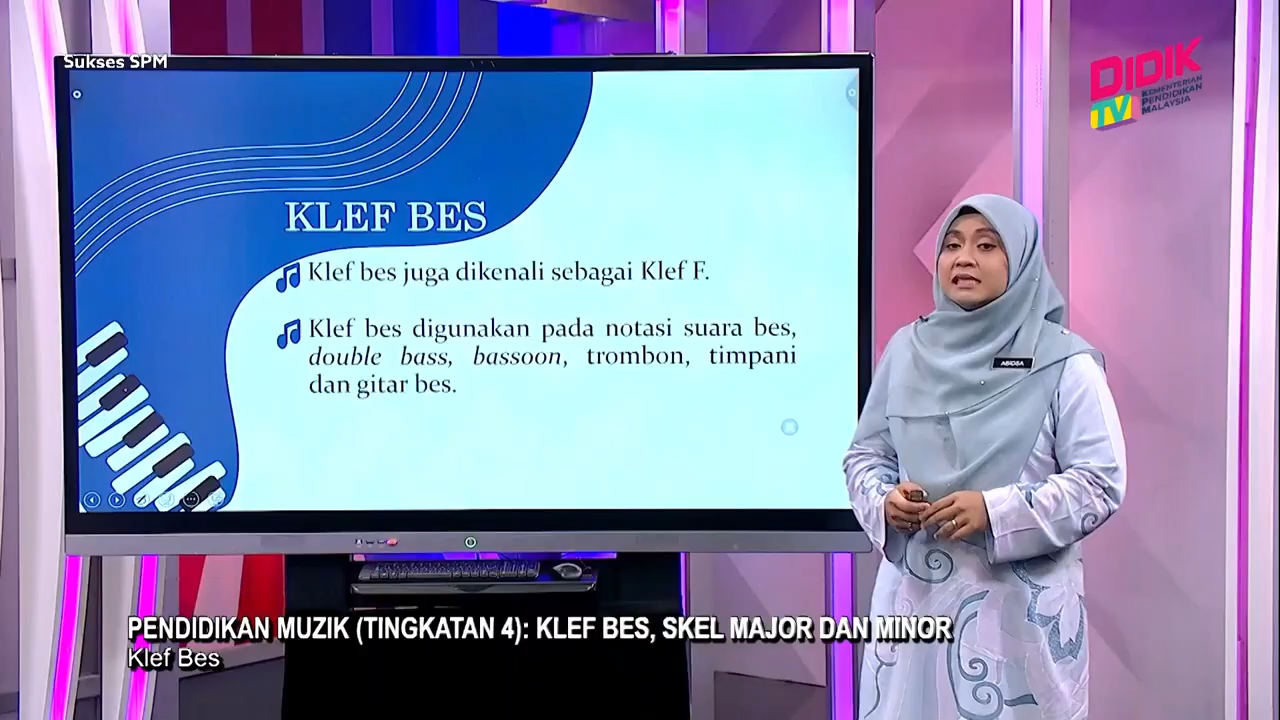 Sukses SPM
DIDIK
TV
KEMENTERIAN
PENDIDIKAN
MALAYSIA
KLEF BES
Klef bes juga dikenali sebagai Klef F.
Klef bes digunakan pada notasi suara bes,
double bass, bassoon, trombon, timpani
dan gitar bes.
PENDIDIKAN MUZIK (TINGKATAN 4): KLEF BES, SKEL MAJOR DAN MINOR
Klef Bes